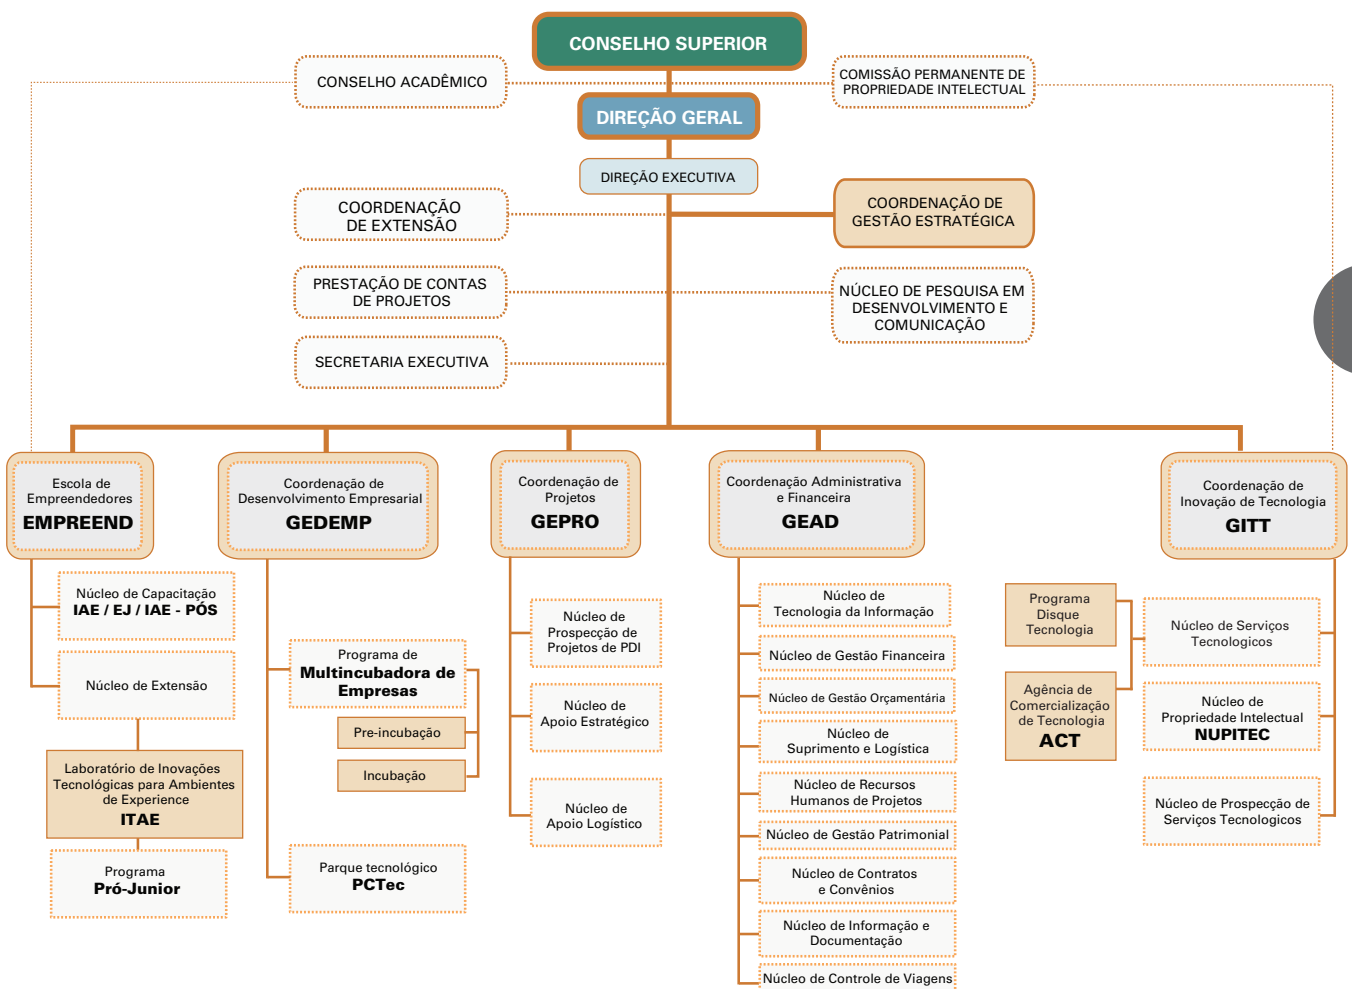 CONSELHO SUPERIOR
CONSELHO ACADÊMICO
COMISSÃO PERMANENTE DE
PROPRIEDADE INTELECTUAL
DIREÇÃO GERAL
DIREÇÃO EXECUTIVA
COORDENAÇÃO
DE EXTENSÃO
COORDENAÇÃO DE
GESTÃO ESTRATÉGICA
PRESTAÇÃO DE CONTAS
DE PROJETOS
NÚCLEO DE PESQUISA EM
DESENVOLVIMENTO E
COMUNICAÇÃO
SECRETARIA EXECUTIVA
Escola de
Empreendedores
EMPREEND
Coordenação de
Desenvolvimento Empresarial
GEDEMP
Coordenação de
Projetos
GEPRO
Coordenação Administrativa
e Financeira
GEAD
Coordenação de
Inovação de Tecnologia
GITT
Núcleo de Capacitação
IAE / EJ / IAE - PÓS
Núcleo de Extensão
Laboratório de Inovações
Tecnológicas para Ambientes
de Experience
ITAE
Programa
Pró-Junior
Programa de
Multincubadora de
Empresas
Pre-incubação
Incubação
Parque tecnológico
PCTec
Núcleo de
Prospecção de
Projetos de PDI
Núcleo de
Apoio Estratégico
Núcleo de
Apoio Logístico
Núcleo de
Tecnologia da Informação
Núcleo de Gestão Financeira
Núcleo de Gestão Orçamentária
Núcleo de
Suprimento e Logística
Núcleo de Recursos
Humanos de Projetos
Núcleo de Gestão Patrimonial
Núcleo de Contratos
e Convênios
Núcleo de Informação e
Documentação
Núcleo de Controle de Viagens
Programa
Disque
Tecnologia
Agência de
Comercialização
de Tecnologia
ACT
Núcleo de Serviços
Tecnologicos
Núcleo de
Propriedade Intelectual
NUPITEC
Núcleo de Prospecção de
Serviços Tecnologicos